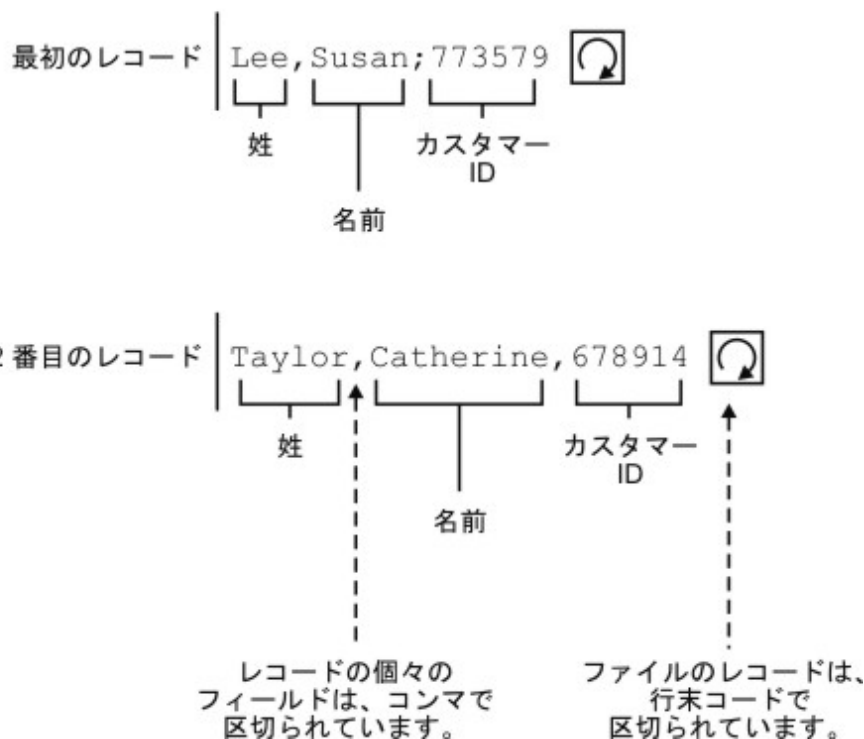 最初のレコード
Lee,Susan;773579
姓
カスタマー
ID
名前
2 番目のレコード
Taylor,Catherine,678914
姓
カスタマー
ID
名前
レコードの個々の
フィールドは、コンマで
区切られています。
ファイルのレコードは、
行末コードで
区切られています。